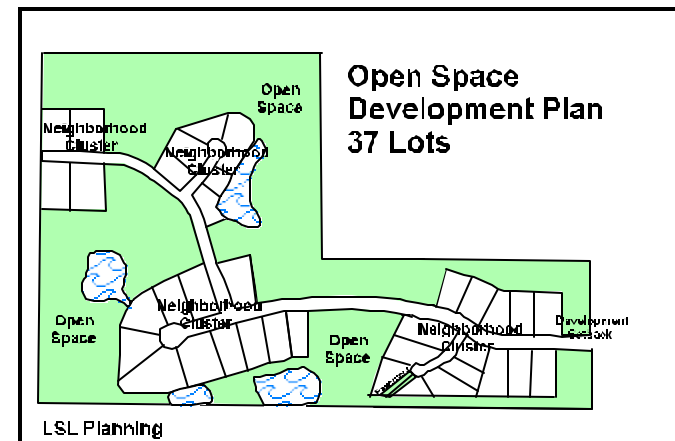 Open Space
Development Plan
37 Lots
Open
Space
Neighborhood
Cluster
Neighborhood
Cluster
Neighborhood
Cluster
Open
Space
Open
Space
Neighborhood
Cluster
Development
Setback
LSL Planning